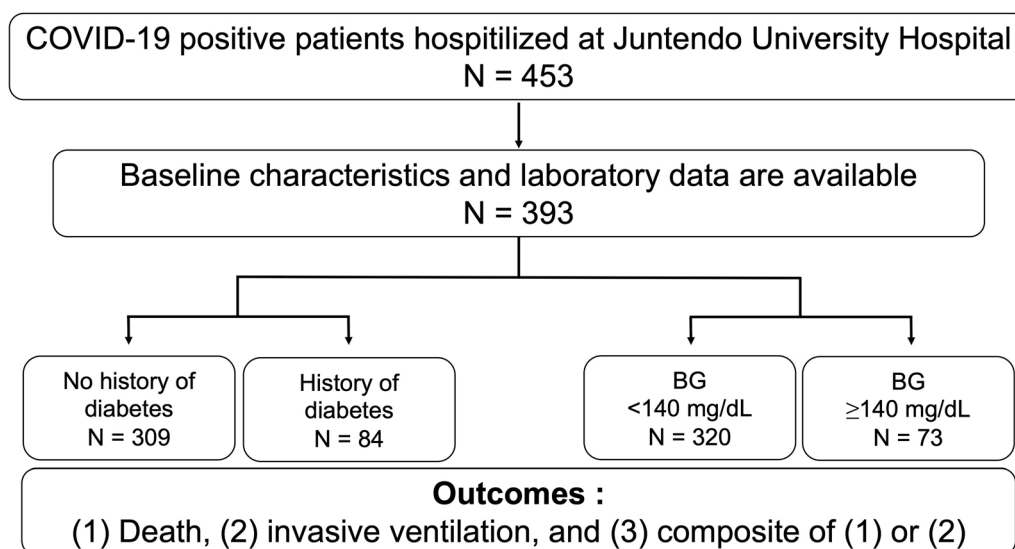 COVID-19 positive patients hospitilized at Juntendo University Hospital
N = 453
Baseline characteristics and laboratory data are available
N = 393
No history of
diabetes
N = 309
History of
diabetes
N = 84
BG
<140 mg/dL
N = 320
BG
≥140 mg/dL
N = 73
Outcomes :
(1) Death, (2) invasive ventilation, and (3) composite of (1) or (2)